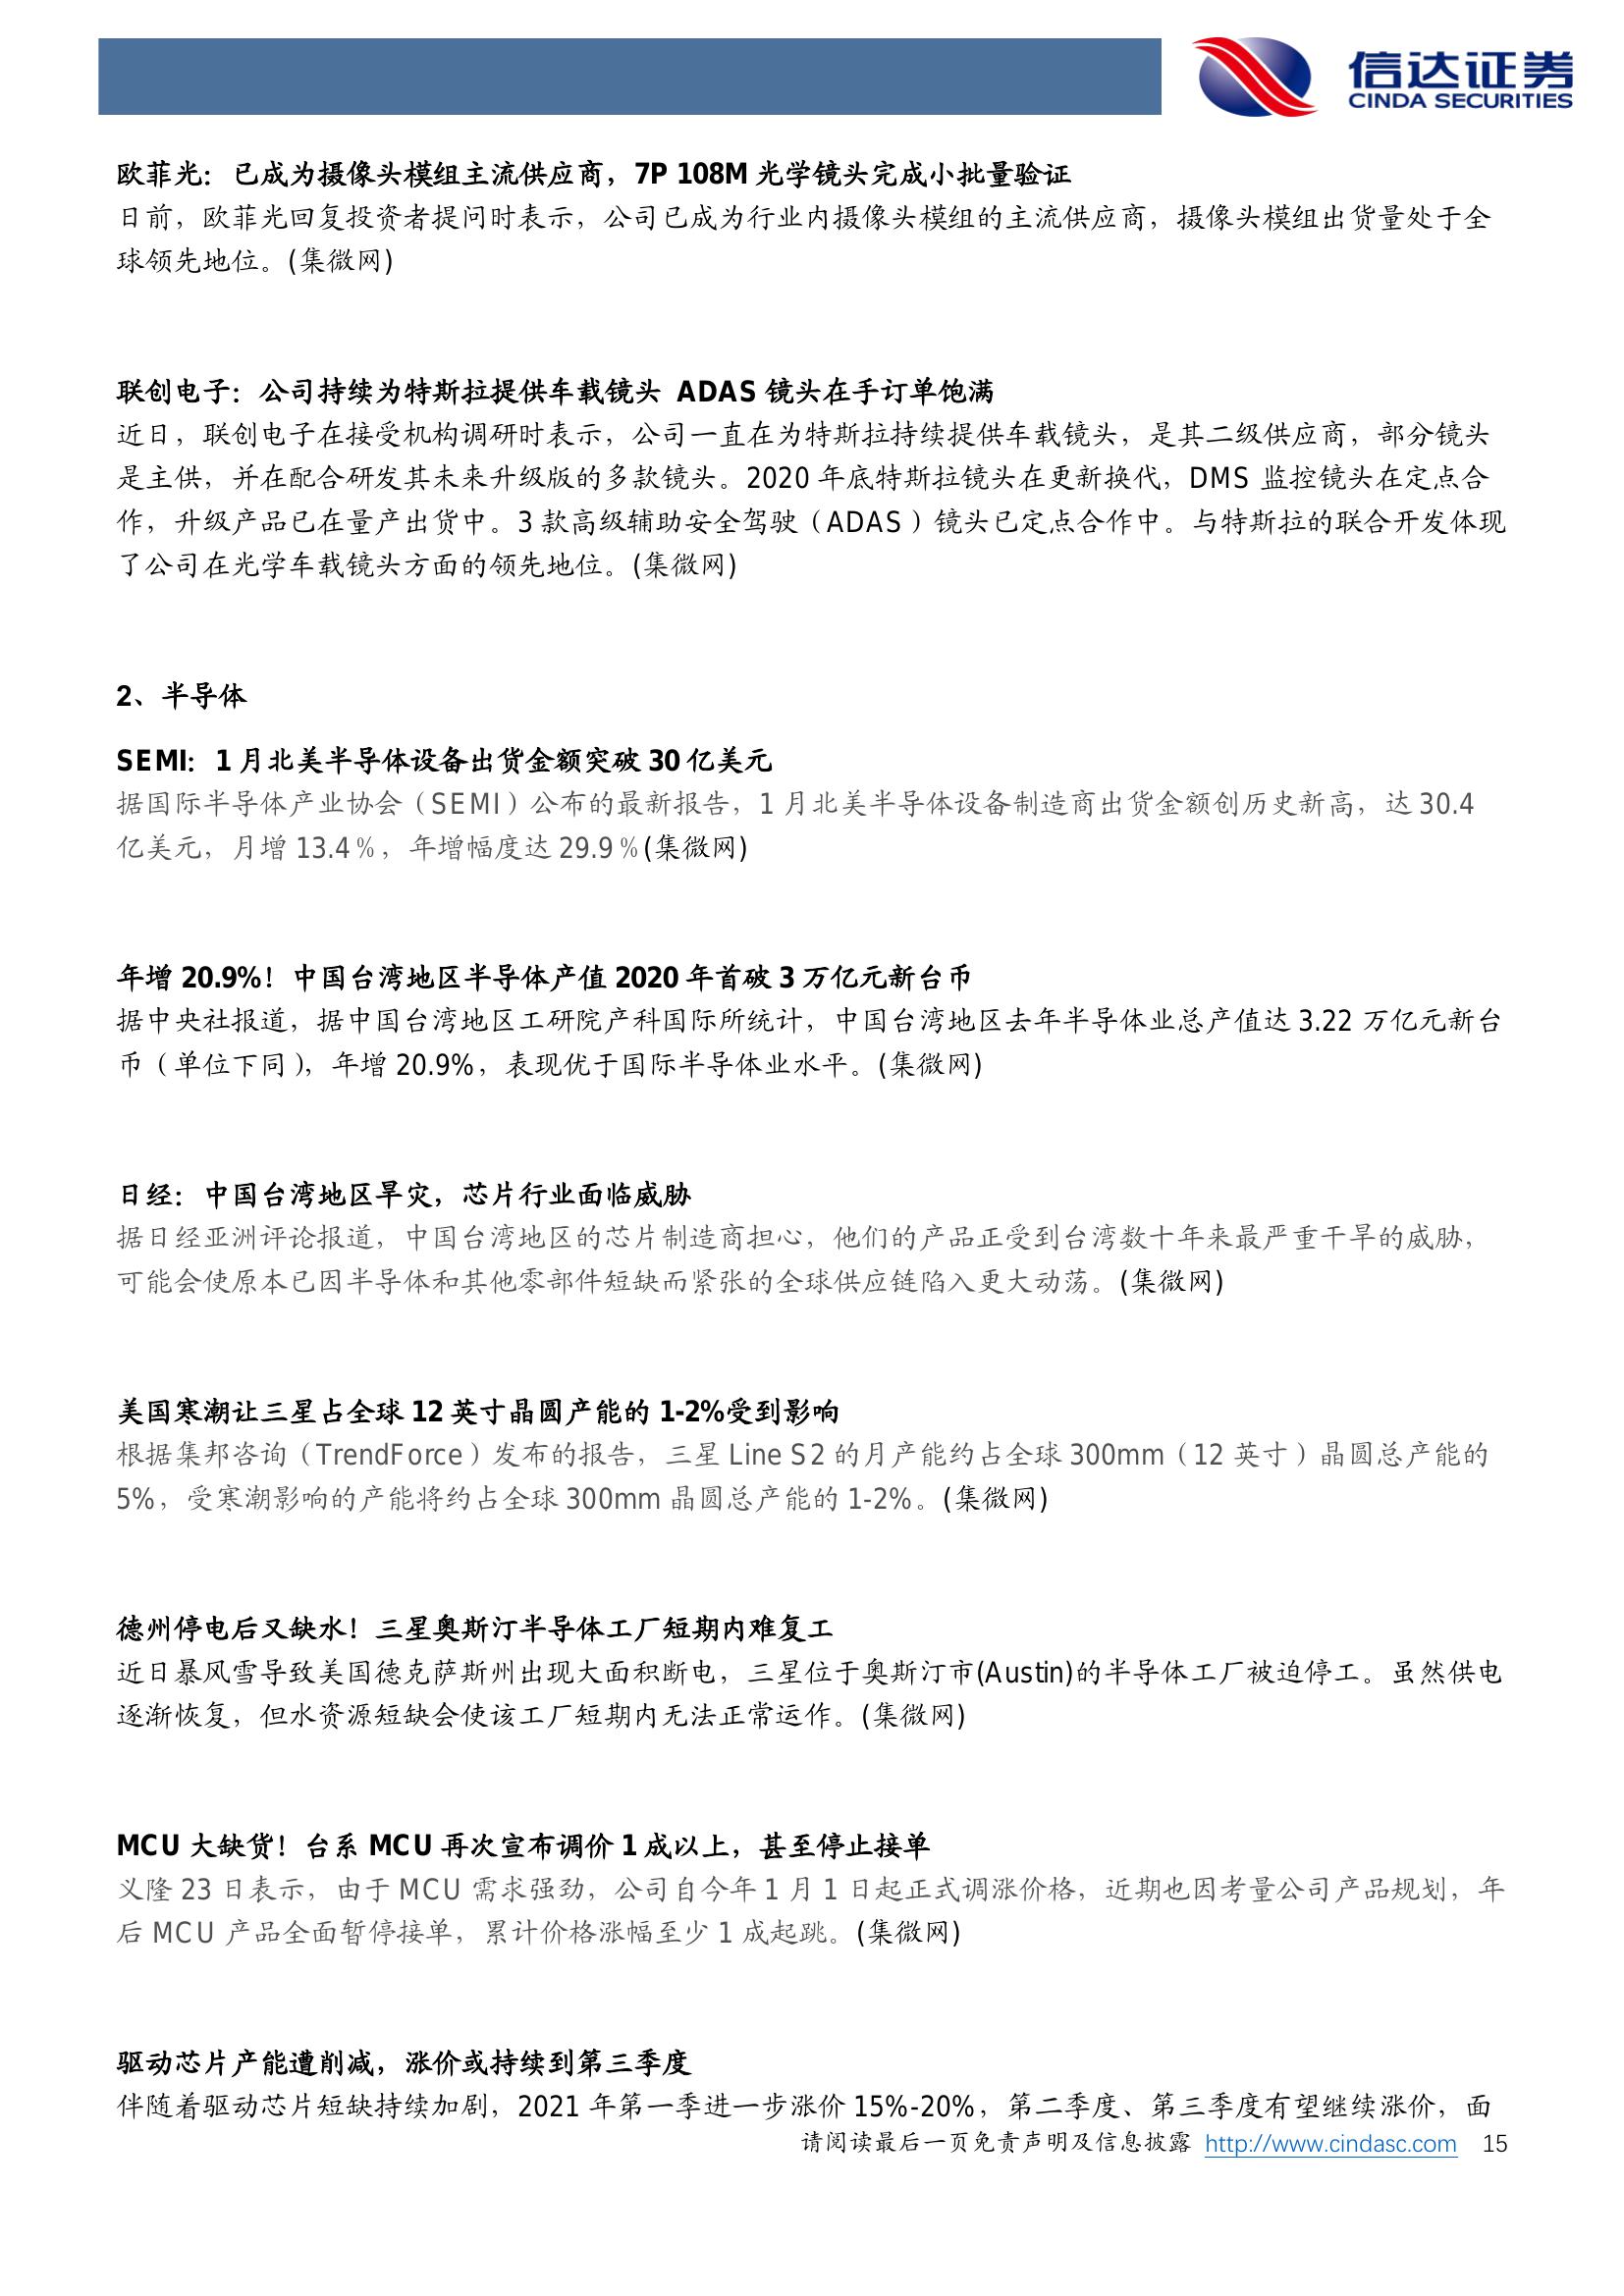 信达证券
CINDA SECURITIES
欧菲光：已成为摄像头模组主流供应商，7P 108M 光学镜头完成小批量验证
日前，欧菲光回复投资者提问时表示，公司已成为行业内摄像头模组的主流供应商，摄像头模组出货量处于全
球领先地位。(集微网)
联创电子：公司持续为特斯拉提供车载镜头 ADAS 镜头在手订单饱满
近日，联创电子在接受机构调研时表示，公司一直在为特斯拉持续提供车载镜头，是其二级供应商，部分镜头
是主供，并在配合研发其未来升级版的多款镜头。2020 年底特斯拉镜头在更新换代，DMS 监控镜头在定点合
作，升级产品已在量产出货中。3 款高级辅助安全驾驶（ADAS）镜头已定点合作中。与特斯拉的联合开发体现
了公司在光学车载镜头方面的领先地位。(集微网)
2、半导体
SEMI：1 月北美半导体设备出货金额突破 30 亿美元
据国际半导体产业协会（SEMI）公布的最新报告，1 月北美半导体设备制造商出货金额创历史新高，达 30.4
亿美元，月增 13.4％，年增幅度达 29.9％(集微网)
年增 20.9%！中国台湾地区半导体产值 2020 年首破 3 万亿元新台币
据中央社报道，据中国台湾地区工研院产科国际所统计，中国台湾地区去年半导体业总产值达 3.22 万亿元新台
币（单位下同），年增 20.9%，表现优于国际半导体业水平。(集微网)
日经：中国台湾地区旱灾，芯片行业面临威胁
据日经亚洲评论报道，中国台湾地区的芯片制造商担心，他们的产品正受到台湾数十年来最严重干旱的威胁，
可能会使原本已因半导体和其他零部件短缺而紧张的全球供应链陷入更大动荡。(集微网)
美国寒潮让三星占全球 12 英寸晶圆产能的 1-2%受到影响
根据集邦咨询（TrendForce）发布的报告，三星 Line S2 的月产能约占全球 300mm（12 英寸）晶圆总产能的
5%，受寒潮影响的产能将约占全球 300mm 晶圆总产能的 1-2%。(集微网)
德州停电后又缺水！三星奥斯汀半导体工厂短期内难复工
近日暴风雪导致美国德克萨斯州出现大面积断电，三星位于奥斯汀市(Austin)的半导体工厂被迫停工。虽然供电
逐渐恢复，但水资源短缺会使该工厂短期内无法正常运作。(集微网)
MCU 大缺货！台系 MCU 再次宣布调价 1 成以上，甚至停止接单
义隆 23 日表示，由于 MCU 需求强劲，公司自今年 1 月 1 日起正式调涨价格，近期也因考量公司产品规划，年
后 MCU 产品全面暂停接单，累计价格涨幅至少 1 成起跳。(集微网)
驱动芯片产能遭削减，涨价或持续到第三季度
伴随着驱动芯片短缺持续加剧，2021 年第一季进一步涨价 15%-20%，第二季度、第三季度有望继续涨价，面
请阅读最后一页免责声明及信息披露 http://www.cindasc.com 15